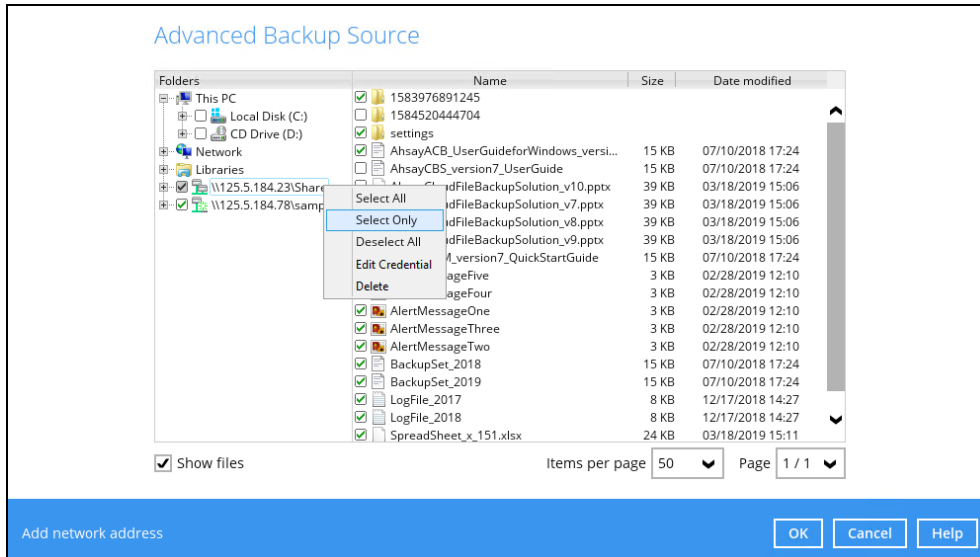 Advanced Backup Source
Folders Name Size Date modified
This PC
Local Disk (C:)
CD Drive (D:)
Network
Libraries
\\125.5.184.23\Share
\\125.5.184.78\samp
1583976891245
1584520444704
settings
AhsayACB_UserGuideforWindows_versi... 15 KB 07/10/2018 17:24
AhsayCBS_version7_UserGuide 15 KB 07/10/2018 17:24
udFileBackupSolution_v10.pptx 39 KB 03/18/2019 15:06
udFileBackupSolution_v7.pptx 39 KB 03/18/2019 15:06
udFileBackupSolution_v8.pptx 39 KB 03/18/2019 15:06
udFileBackupSolution_v9.pptx 39 KB 03/18/2019 15:06
M_version7_QuickStartGuide 15 KB 07/10/2018 17:24
ageFive 3 KB 02/28/2019 12:10
ageFour 3 KB 02/28/2019 12:10
AlertMessageOne 3 KB 02/28/2019 12:10
AlertMessageThree 3 KB 02/28/2019 12:10
AlertMessageTwo 3 KB 02/28/2019 12:10
BackupSet_2018 15 KB 07/10/2018 17:24
BackupSet_2019 15 KB 07/10/2018 17:24
LogFile_2017 8 KB 12/17/2018 14:27
LogFile_2018 8 KB 12/17/2018 14:27
SpreadSheet_x_151.xlsx 24 KB 03/18/2019 15:11
Select All
Select Only
Deselect All
Edit Credential
Delete
Show files Items per page 50 Page 1 / 1
Add network address OK Cancel Help